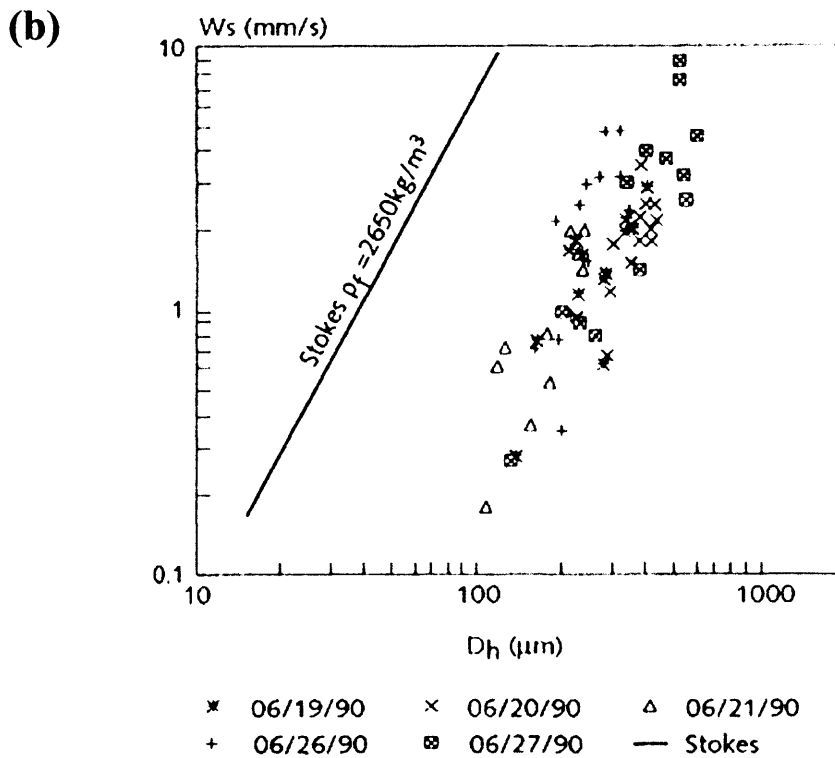 (b)
Ws (mm/s)
10
Stokes ρf =2650kg/m³
1
0.1
10 100 1000
Dh (μm)
06/19/90 06/20/90 06/21/90
06/26/90 06/27/90 Stokes